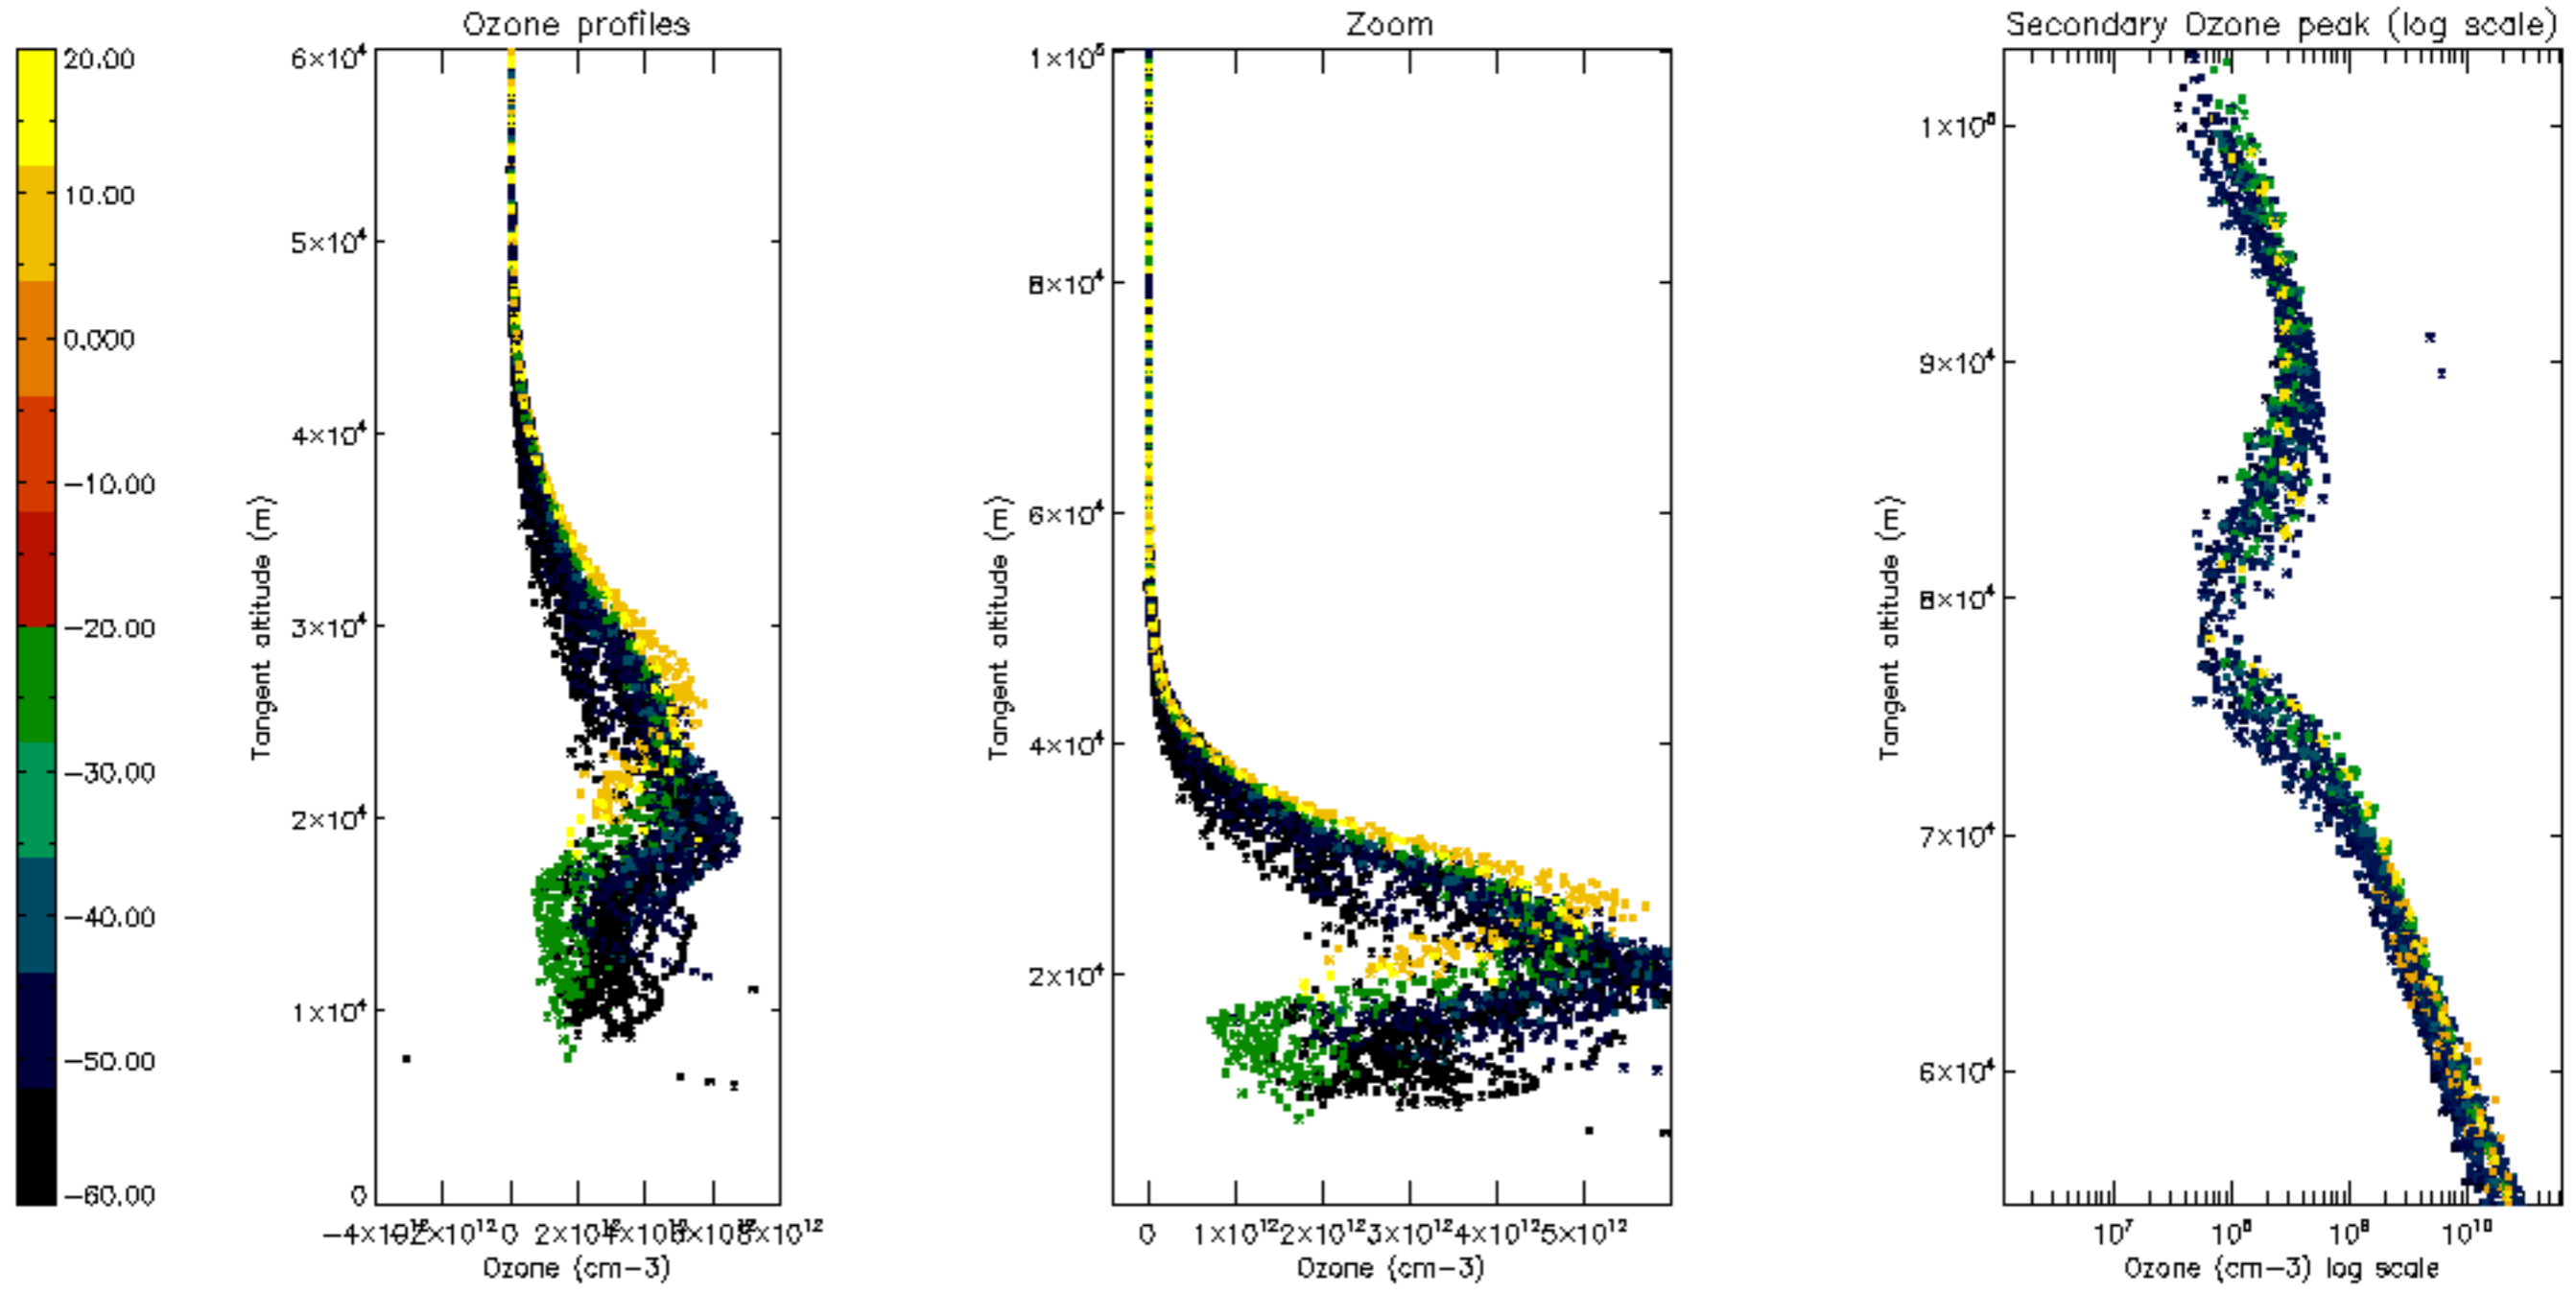 Ozone profiles
Zoom
Secondary Ozone peak (log scale)
20.00
10.00
0.000
−10.00
−20.00
−30.00
−40.00
−50.00
−60.00
6×10⁴
5×10⁴
4×10⁴
3×10⁴
2×10⁴
1×10⁴
0
Tangent altitude (m)
0
8×10¹²
Ozone (cm−3)
1×10⁵
8×10⁴
6×10⁴
4×10⁴
2×10⁴
Tangent altitude (m)
0 1×10¹² 2×10¹² 3×10¹² 4×10¹² 5×10¹²
Ozone (cm−3)
1×10⁵
9×10⁴
8×10⁴
7×10⁴
6×10⁴
Tangent altitude (m)
10⁷ 10⁸ 10⁹ 10¹⁰
Ozone (cm−3) log scale